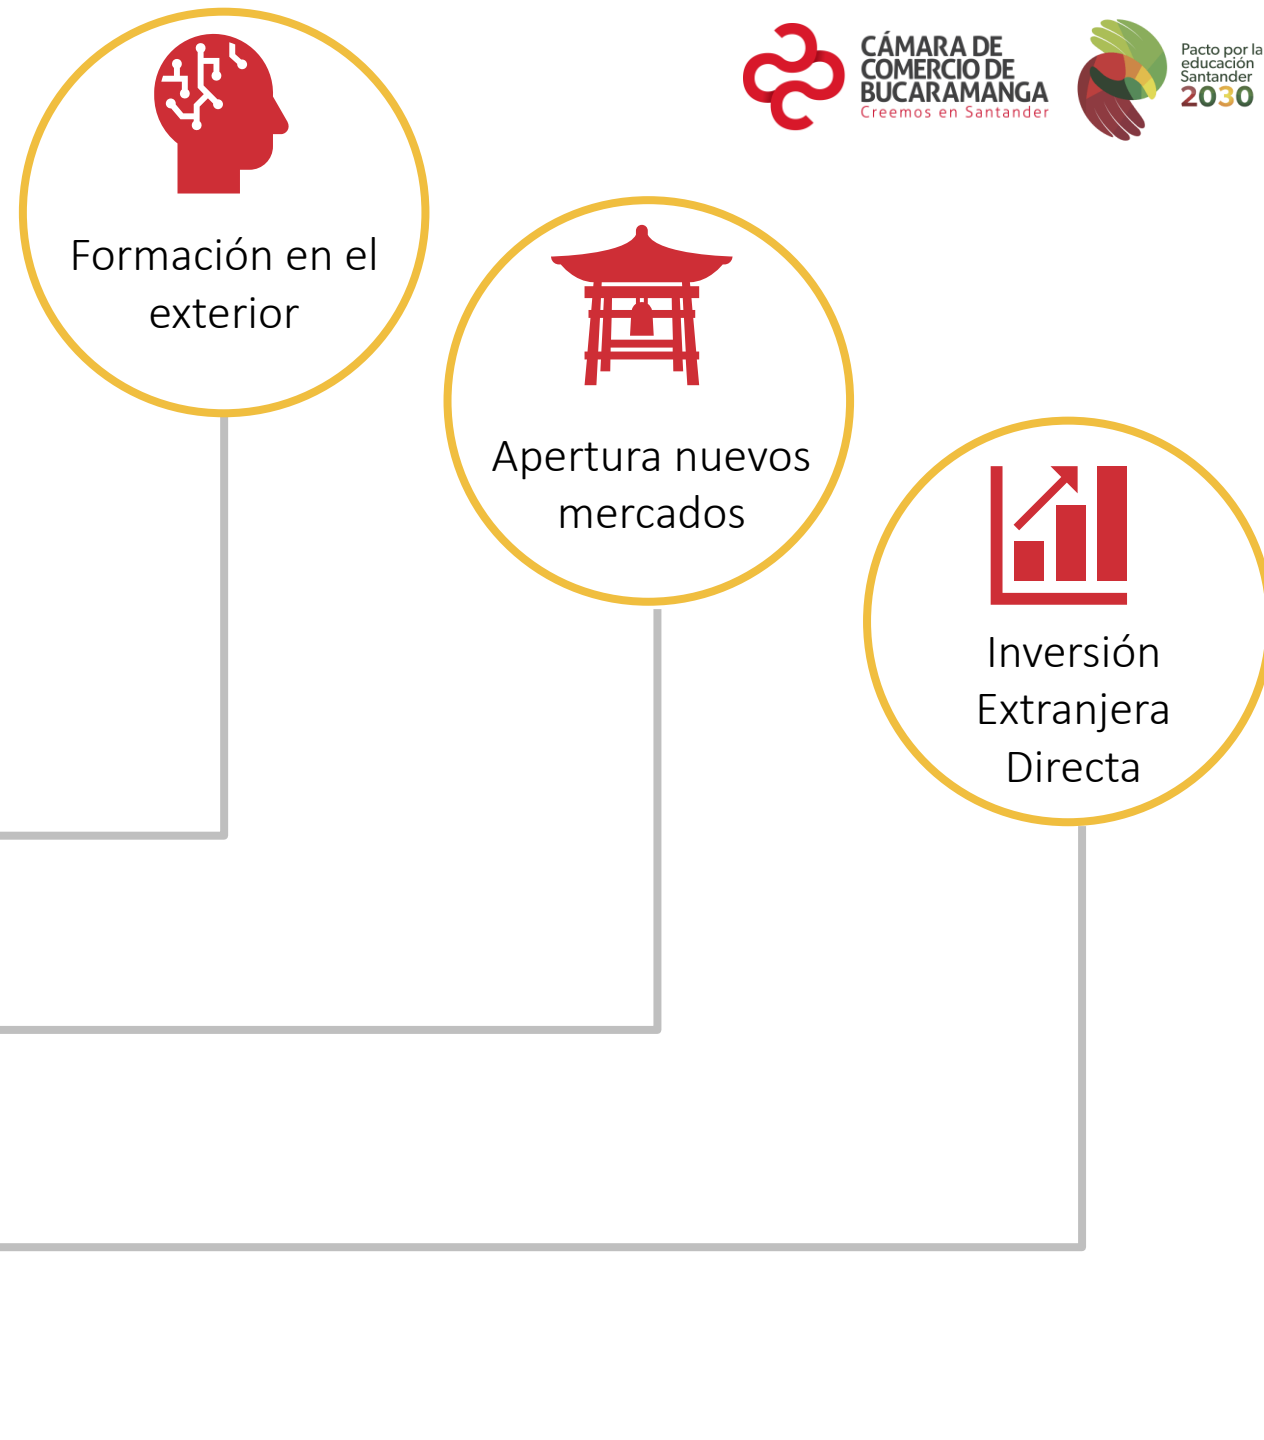 CÁMARA DE
COMERCIO DE
BUCARAMANGA
Creemos en Santander
Pacto por la
educación
Santander
2030
Formación en el
exterior
Apertura nuevos
mercados
Inversión
Extranjera
Directa